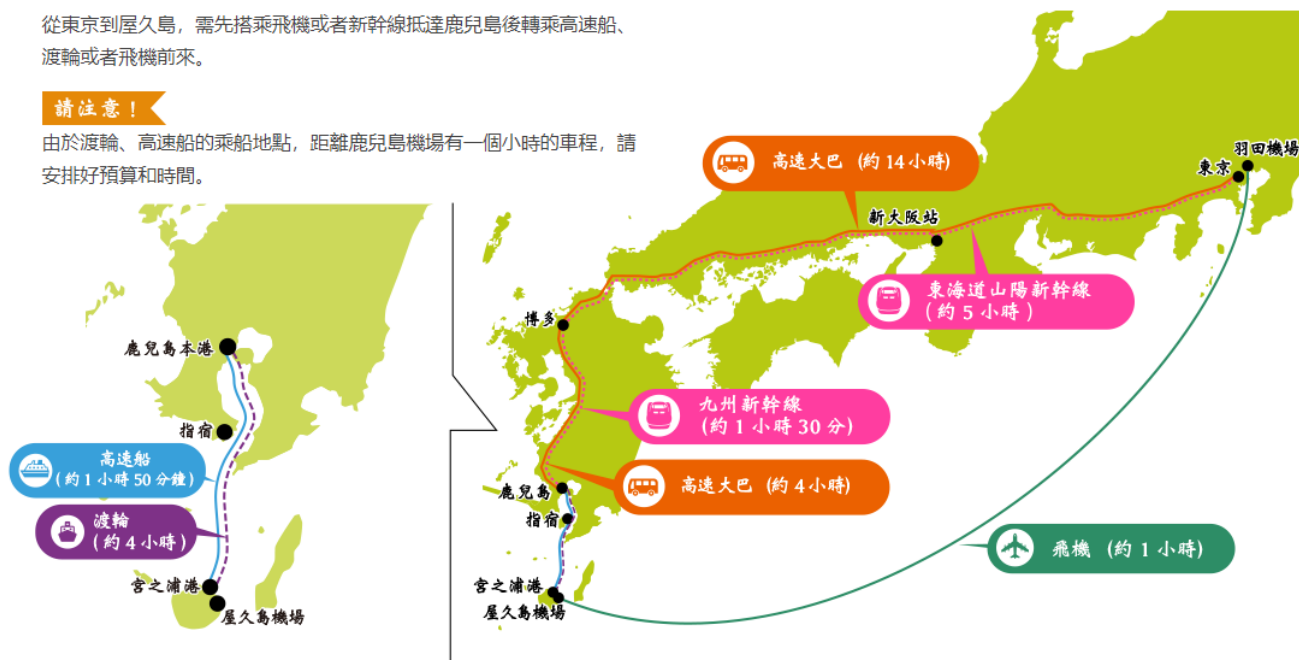 從東京到屋久島，需先搭乘飛機或者新幹線抵達鹿兒島後轉乘高速船、
渡輪或者飛機前來。
請注意！
由於渡輪、高速船的乘船地點，距離鹿兒島機場有一個小時的車程，請
安排好預算和時間。
鹿兒島本港
指宿
高速船
(約1小時50分鐘)
渡輪
(約4小時)
宮之浦港
屋久島機場
高速大巴 (約14小時)
羽田機場
東京
新大阪站
東海道山陽新幹線
(約5小時)
博多
九州新幹線
(約1小時30分)
高速大巴 (約4小時)
鹿兒島
指宿
飛機 (約1小時)
宮之浦港
屋久島機場